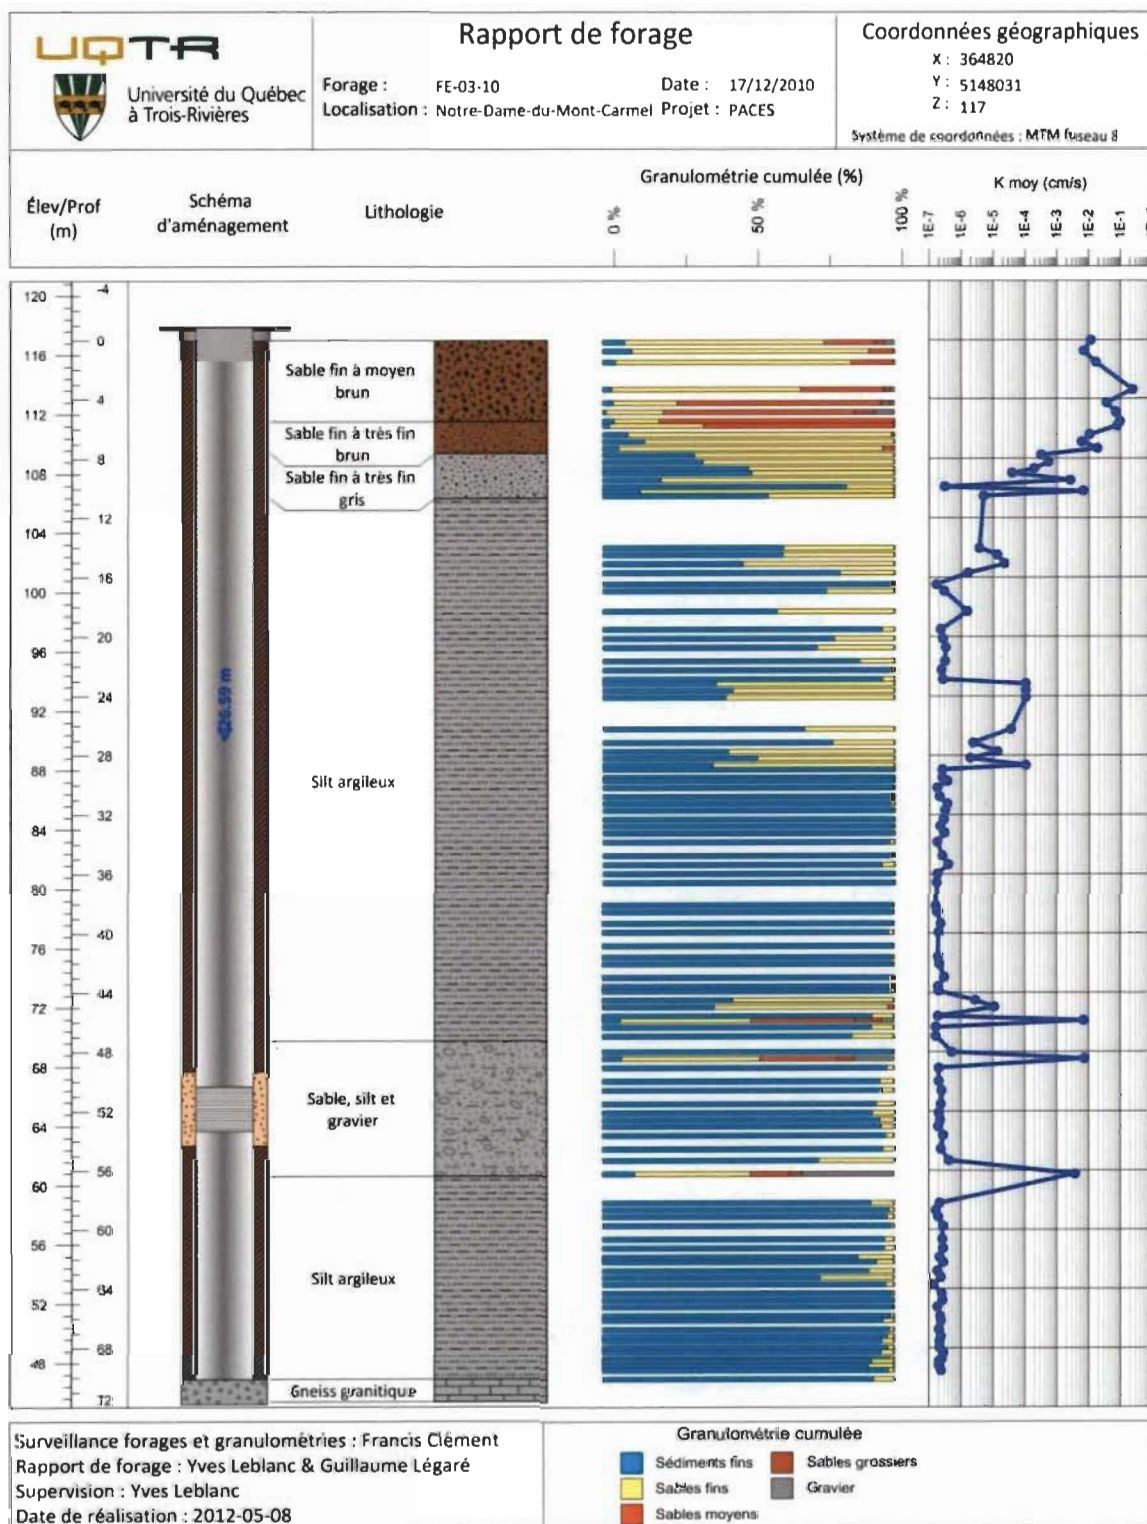 UQTR
Université du Québec
à Trois-Rivières
Rapport de forage
Forage : FE-03-10 Date : 17/12/2010
Localisation : Notre-Dame-du-Mont-Carmel Projet : PACES
Coordonnées géographiques
X : 364820
Y : 5148031
Z : 117
Système de coordonnées : MTM fuseau 8
Élev/Prof
(m)
Schéma
d'aménagement
Lithologie
Granulométrie cumulée (%)
0 %
50 %
100 %
K moy (cm/s)
1E-7
1E-6
1E-5
1E-4
1E-3
1E-2
1E-1
120
-4
0
116
4
112
8
108
12
104
16
100
20
96
24
92
28
88
32
84
36
80
40
76
44
72
48
68
52
64
56
60
60
56
64
52
68
48
72
Sable fin à moyen
brun
Sable fin à très fin
brun
Sable fin à très fin
gris
Silt argileux
Sable, silt et
gravier
Silt argileux
Gneiss granitique
Surveillance forages et granulométries : Francis Clément
Rapport de forage : Yves Leblanc & Guillaume Légaré
Supervision : Yves Leblanc
Date de réalisation : 2012-05-08
Granulométrie cumulée
Sédiments fins
Sables grossiers
Sables fins
Gravier
Sables moyens